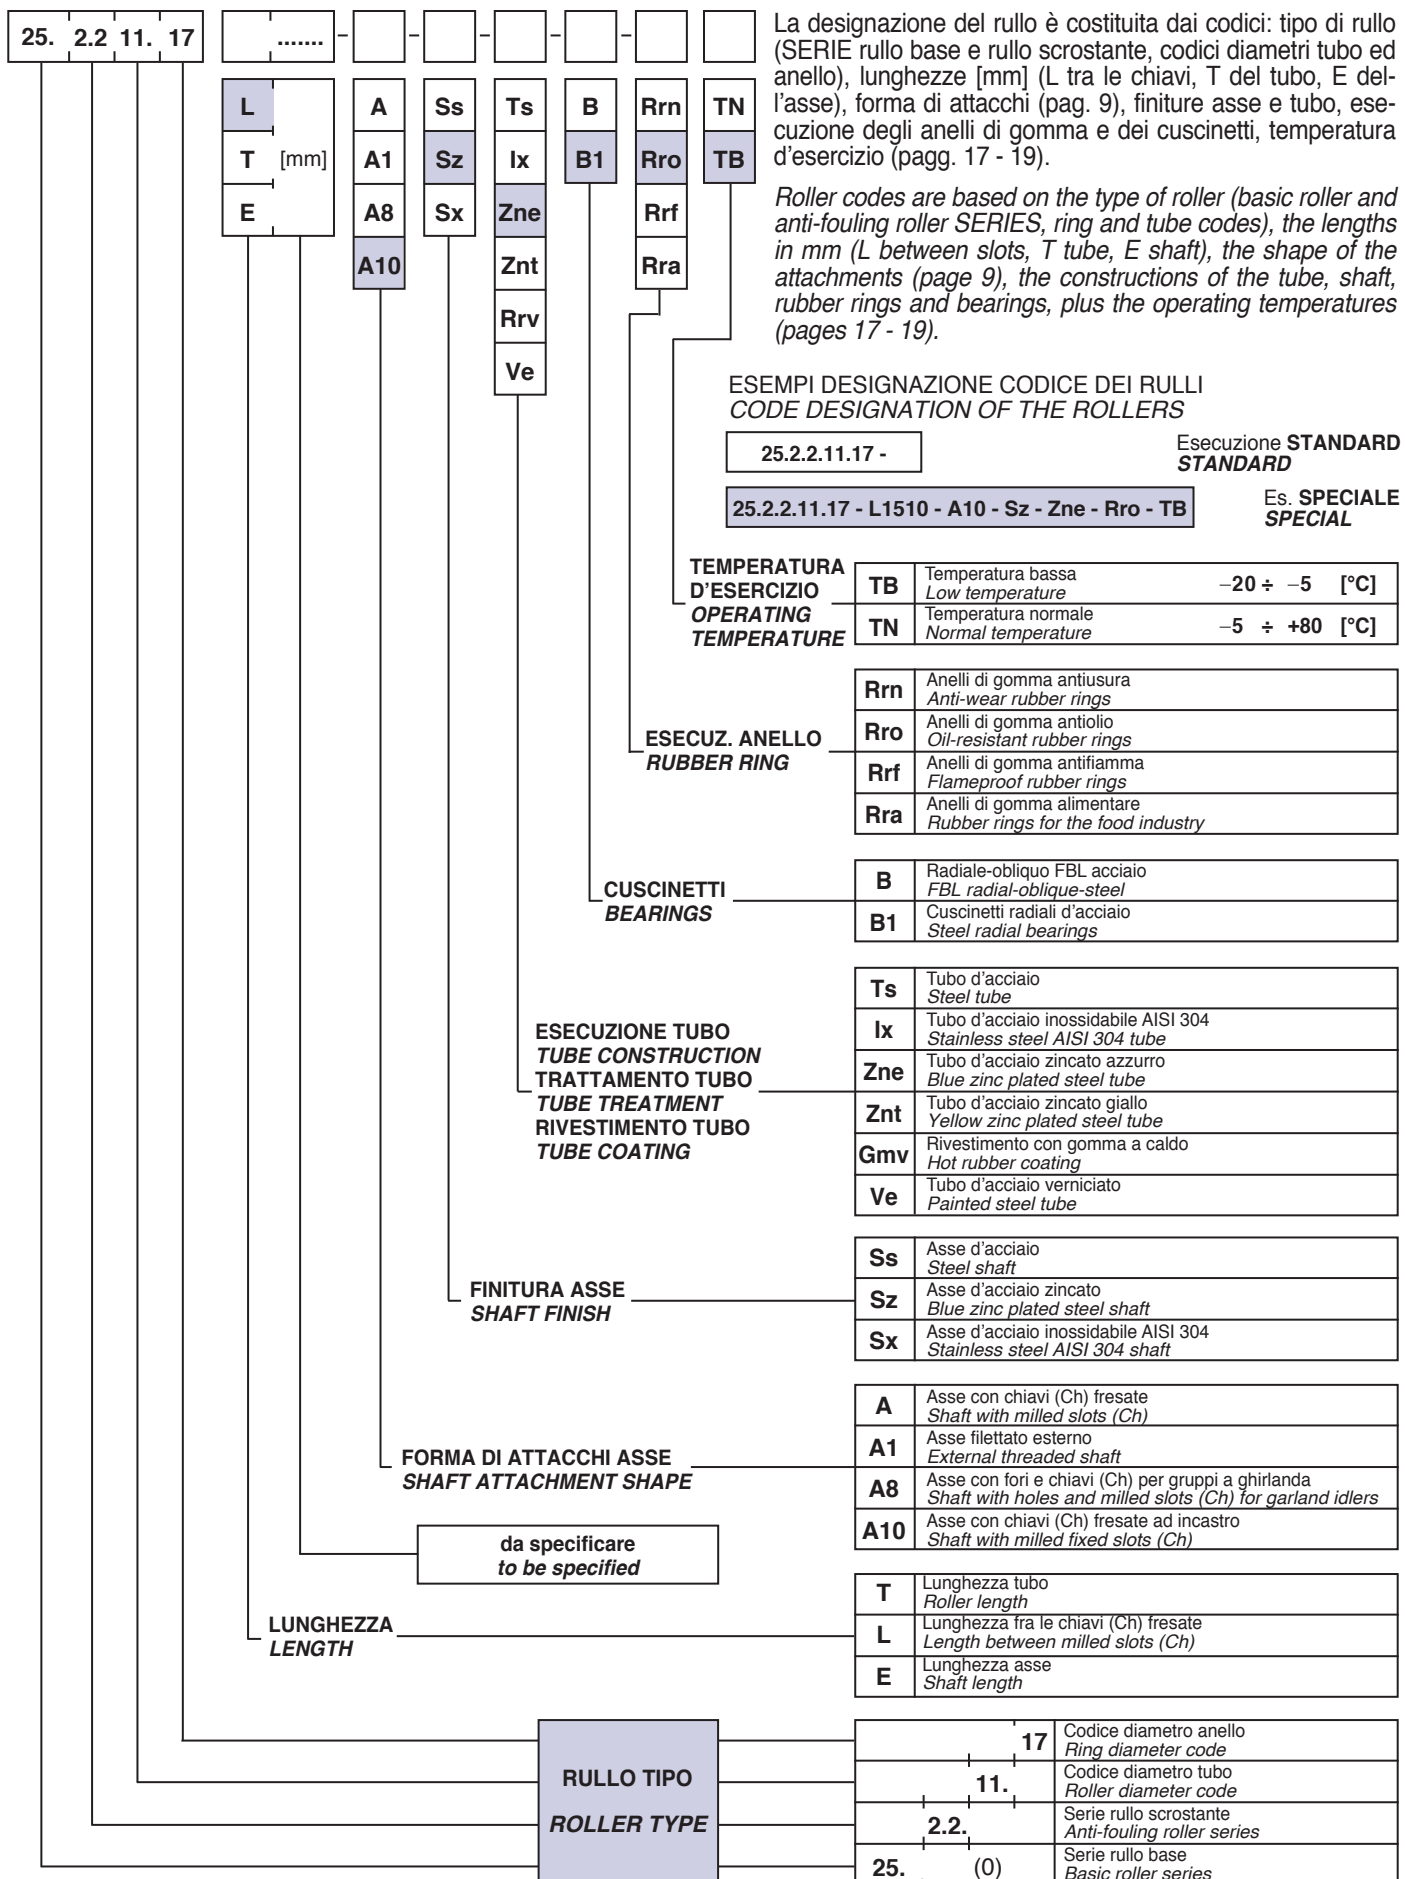 25. 2.2 11. 17 ....... - - - - -
La designazione del rullo è costituita dai codici: tipo di rullo
(SERIE rullo base e rullo scrostante, codici diametri tubo ed
anello), lunghezze [mm] (L tra le chiavi, T del tubo, E del-
l'asse), forma di attacchi (pag. 9), finiture asse e tubo, ese-
cuzione degli anelli di gomma e dei cuscinetti, temperatura
d'esercizio (pagg. 17 - 19).
L A Ss Ts B Rrn TN
T [mm] A1 Sz Ix B1 Rro TB
E A8 Sx Zne Rrf
A10 Znt Rra
Rrv
Ve
Roller codes are based on the type of roller (basic roller and
anti-fouling roller SERIES, ring and tube codes), the lengths
in mm (L between slots, T tube, E shaft), the shape of the
attachments (page 9), the constructions of the tube, shaft,
rubber rings and bearings, plus the operating temperatures
(pages 17 - 19).
ESEMPI DESIGNAZIONE CODICE DEI RULLI
CODE DESIGNATION OF THE ROLLERS
25.2.2.11.17 -
Esecuzione STANDARD
STANDARD
25.2.2.11.17 - L1510 - A10 - Sz - Zne - Rro - TB
Es. SPECIALE
SPECIAL
TEMPERATURA
D'ESERCIZIO
OPERATING
TEMPERATURE
TB Temperatura bassa −20 ÷ −5 [°C]
Low temperature
TN Temperatura normale −5 ÷ +80 [°C]
Normal temperature
ESECUZ. ANELLO
RUBBER RING
Rrn Anelli di gomma antiusura
Anti-wear rubber rings
Rro Anelli di gomma antiolio
Oil-resistant rubber rings
Rrf Anelli di gomma antifiamma
Flameproof rubber rings
Rra Anelli di gomma alimentare
Rubber rings for the food industry
CUSCINETTI
BEARINGS
B Radiale-obliquo FBL acciaio
FBL radial-oblique-steel
B1 Cuscinetti radiali d'acciaio
Steel radial bearings
ESECUZIONE TUBO
TUBE CONSTRUCTION
TRATTAMENTO TUBO
TUBE TREATMENT
RIVESTIMENTO TUBO
TUBE COATING
Ts Tubo d'acciaio
Steel tube
Ix Tubo d'acciaio inossidabile AISI 304
Stainless steel AISI 304 tube
Zne Tubo d'acciaio zincato azzurro
Blue zinc plated steel tube
Znt Tubo d'acciaio zincato giallo
Yellow zinc plated steel tube
Gmv Rivestimento con gomma a caldo
Hot rubber coating
Ve Tubo d'acciaio verniciato
Painted steel tube
FINITURA ASSE
SHAFT FINISH
Ss Asse d'acciaio
Steel shaft
Sz Asse d'acciaio zincato
Blue zinc plated steel shaft
Sx Asse d'acciaio inossidabile AISI 304
Stainless steel AISI 304 shaft
FORMA DI ATTACCHI ASSE
SHAFT ATTACHMENT SHAPE
A Asse con chiavi (Ch) fresate
Shaft with milled slots (Ch)
A1 Asse filettato esterno
External threaded shaft
A8 Asse con fori e chiavi (Ch) per gruppi a ghirlanda
Shaft with holes and milled slots (Ch) for garland idlers
A10 Asse con chiavi (Ch) fresate ad incastro
Shaft with milled fixed slots (Ch)
da specificare
to be specified
LUNGHEZZA
LENGTH
T Lunghezza tubo
Roller length
L Lunghezza fra le chiavi (Ch) fresate
Length between milled slots (Ch)
E Lunghezza asse
Shaft length
RULLO TIPO
ROLLER TYPE
17 Codice diametro anello
Ring diameter code
11. Codice diametro tubo
Roller diameter code
2.2. Serie rullo scrostante
Anti-fouling roller series
25. (0) Serie rullo base
Basic roller series